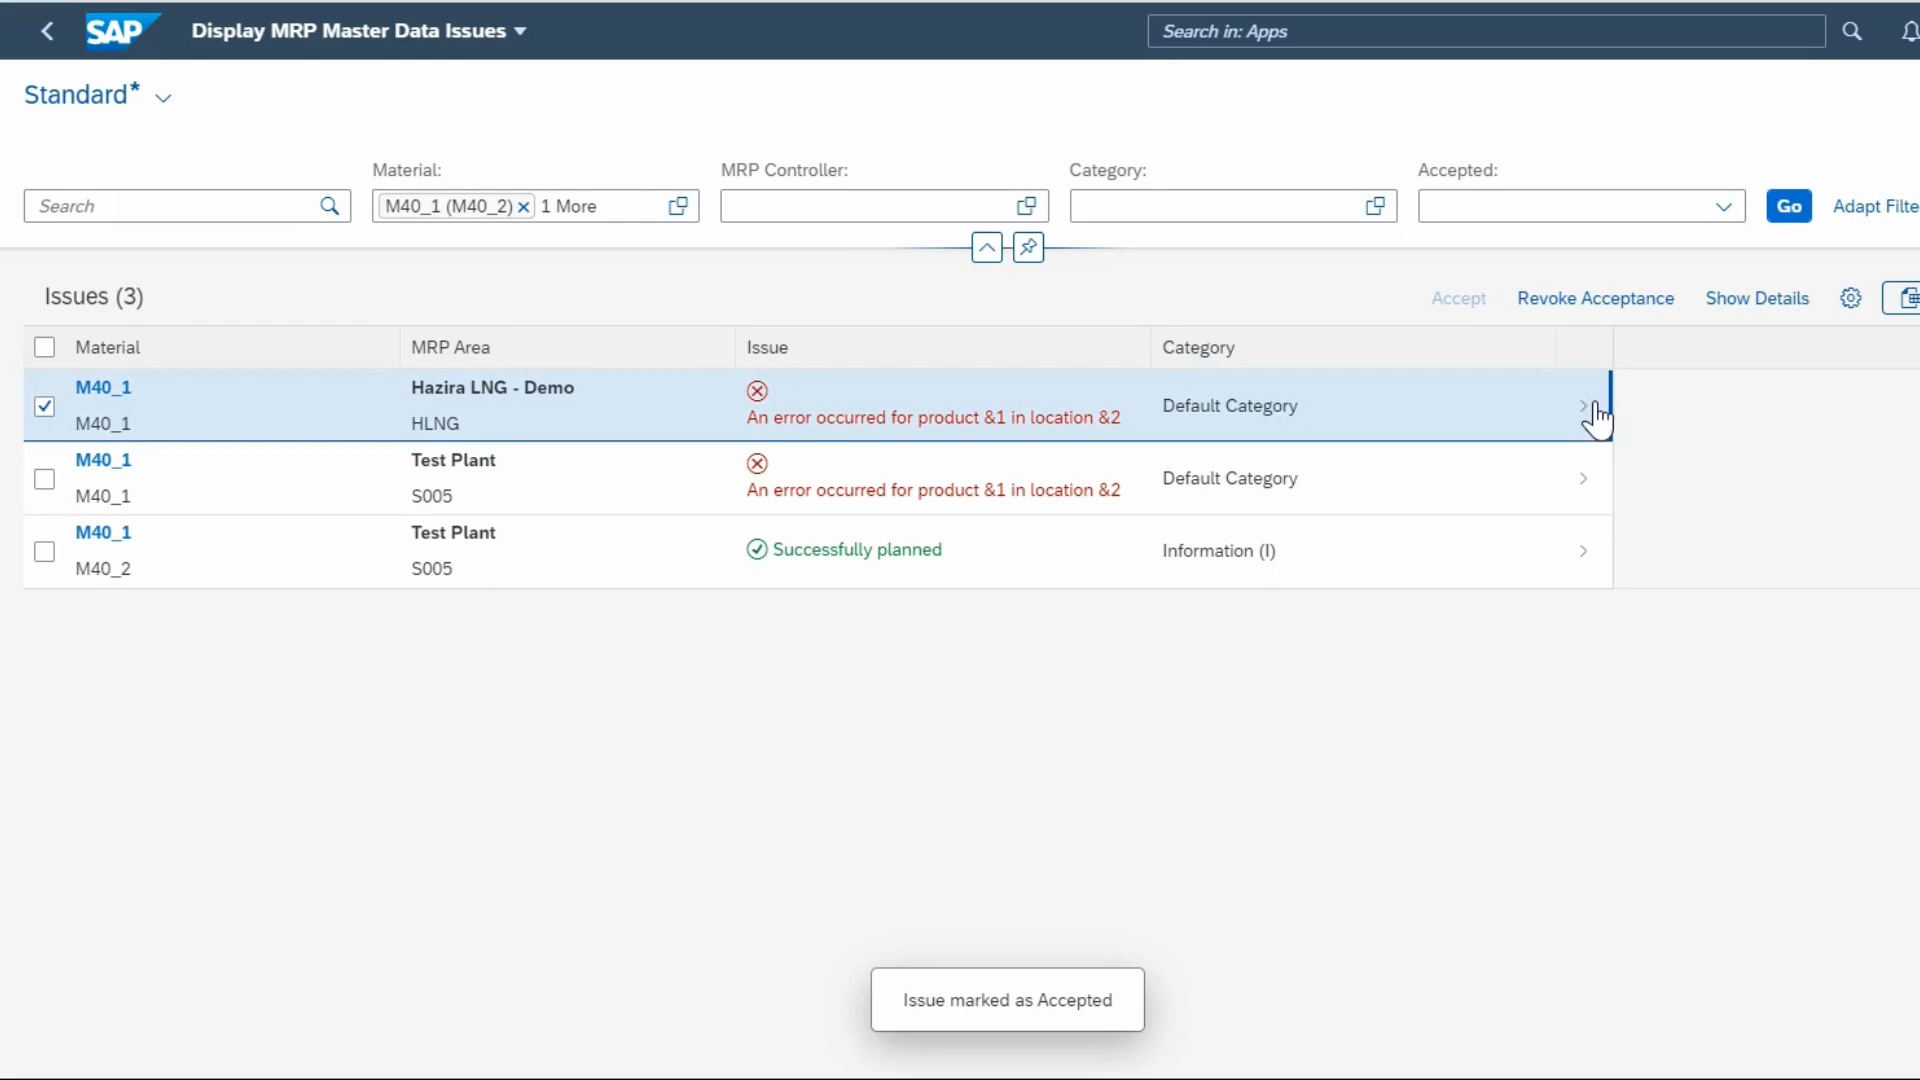 SAP Display MRP Master Data Issues Search in: Apps
Standard*
Material: MRP Controller: Category: Accepted:
Search M40_1 (M40_2) 1 More Go Adapt Filte
Issues (3) Accept Revoke Acceptance Show Details
Material MRP Area Issue Category
M40_1 Hazira LNG - Demo
An error occurred for product &1 in location &2 Default Category
M40_1 HLNG
M40_1 Test Plant
An error occurred for product &1 in location &2 Default Category
M40_1 S005
M40_1 Test Plant
Successfully planned Information (I)
M40_2 S005
Issue marked as Accepted